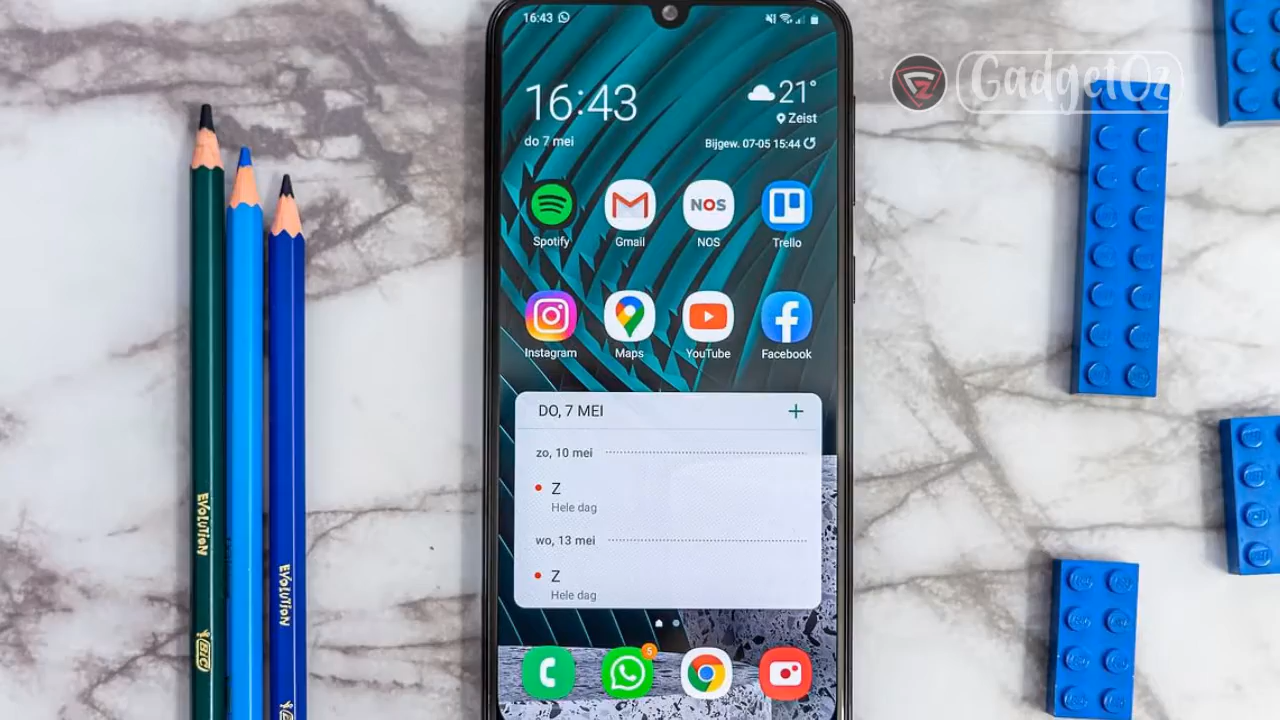 16:43
GadgetOz
16:43
21°
Zeist
do 7 mei
Bijgew. 07-05 15:44
NOS
Spotify
Gmail
NOS
Trello
Instagram
Maps
YouTube
Facebook
DO, 7 MEI
+
zo, 10 mei
Z
Hele dag
wo, 13 mei
Z
Hele dag
5
EVOLUTION
EVOLUTION
BIC